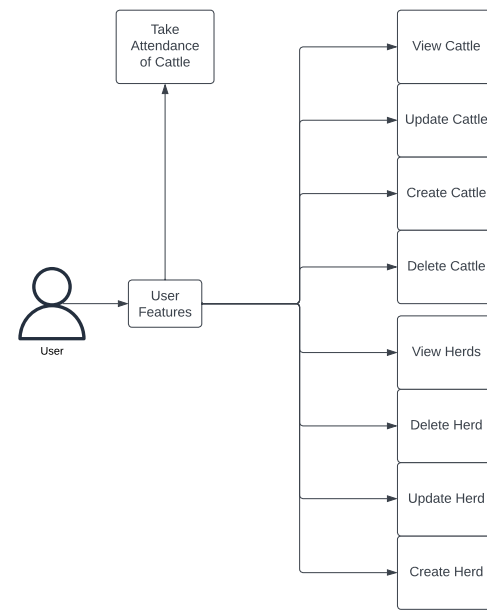 Take
Attendance
of Cattle
View Cattle
Update Cattle
Create Cattle
Delete Cattle
User
Features
User
View Herds
Delete Herd
Update Herd
Create Herd